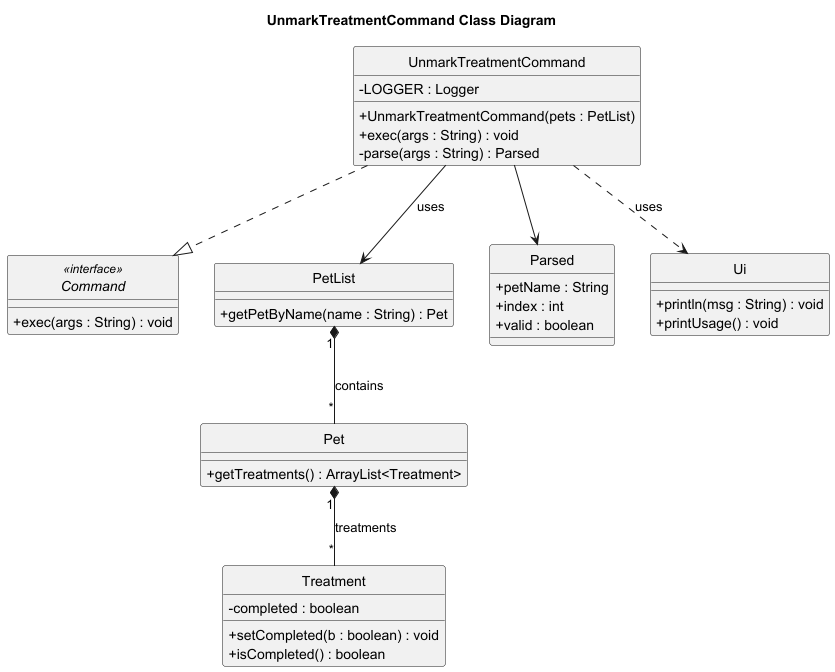 UnmarkTreatmentCommand Class Diagram
UnmarkTreatmentCommand
-LOGGER : Logger
+UnmarkTreatmentCommand(pets : PetList)
+exec(args : String) : void
-parse(args : String) : Parsed
uses
uses
«interface»
Command
+exec(args : String) : void
PetList
+getPetByName(name : String) : Pet
Parsed
+petName : String
+index : int
+valid : boolean
Ui
+println(msg : String) : void
+printUsage() : void
1
contains
*
Pet
+getTreatments() : ArrayList<Treatment>
1
treatments
*
Treatment
-completed : boolean
+setCompleted(b : boolean) : void
+isCompleted() : boolean